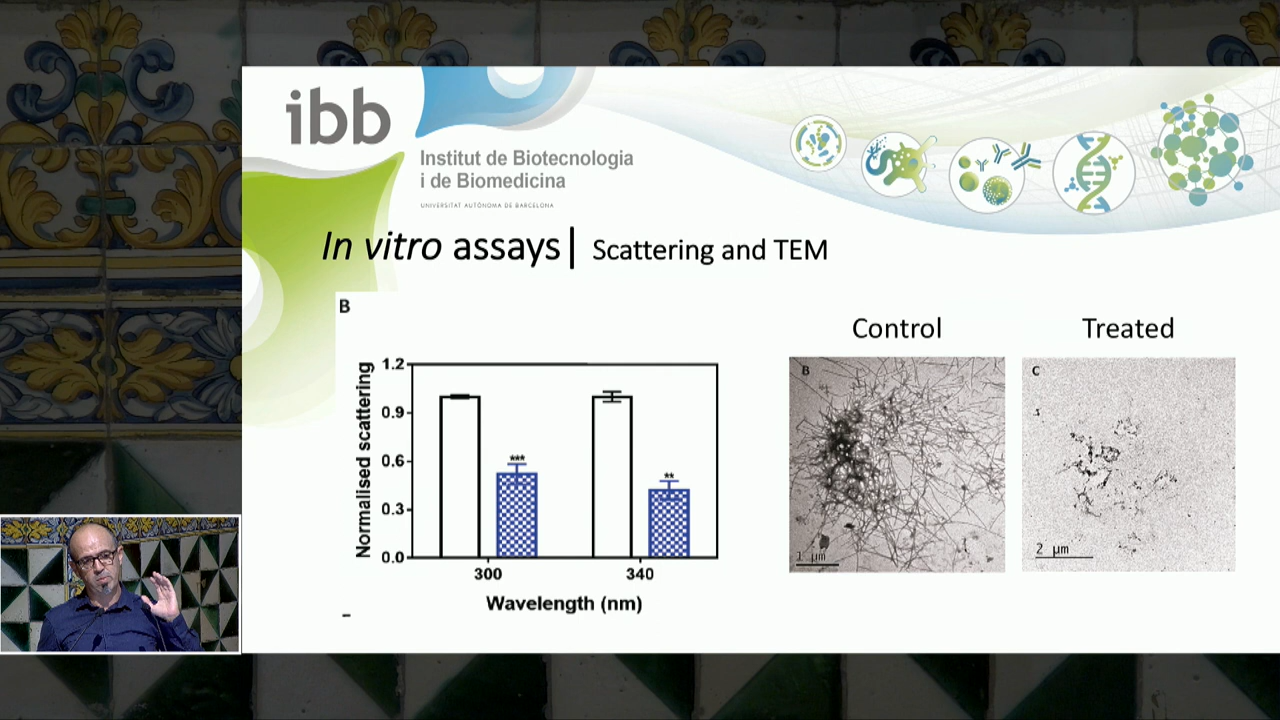 ibb
Institut de Biotecnologia
i de Biomedicina
UNIVERSITAT AUTÒNOMA DE BARCELONA
In vitro assays| Scattering and TEM
B
Control
Treated
Normalised scattering
1.2
0.9
0.6
0.3
0.0
***
**
300
340
Wavelength (nm)
B
1 µm
C
2 µm